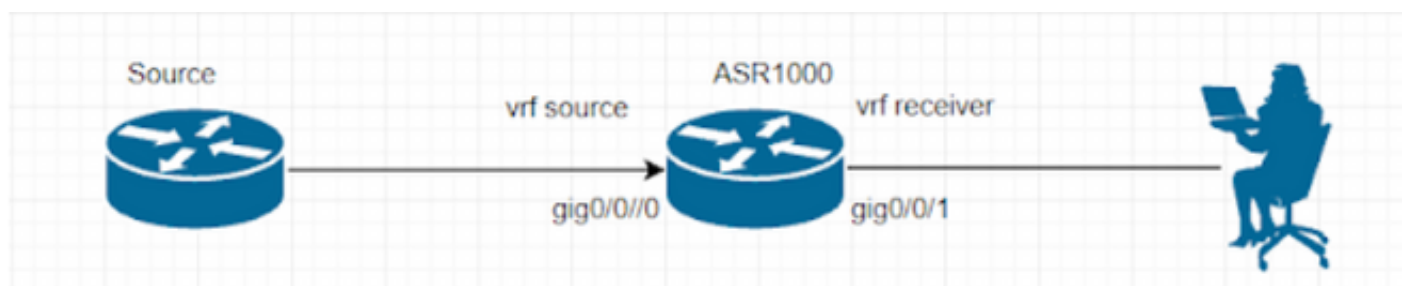 Source
ASR1000
vrf source
vrf receiver
gig0/0//0
gig0/0/1